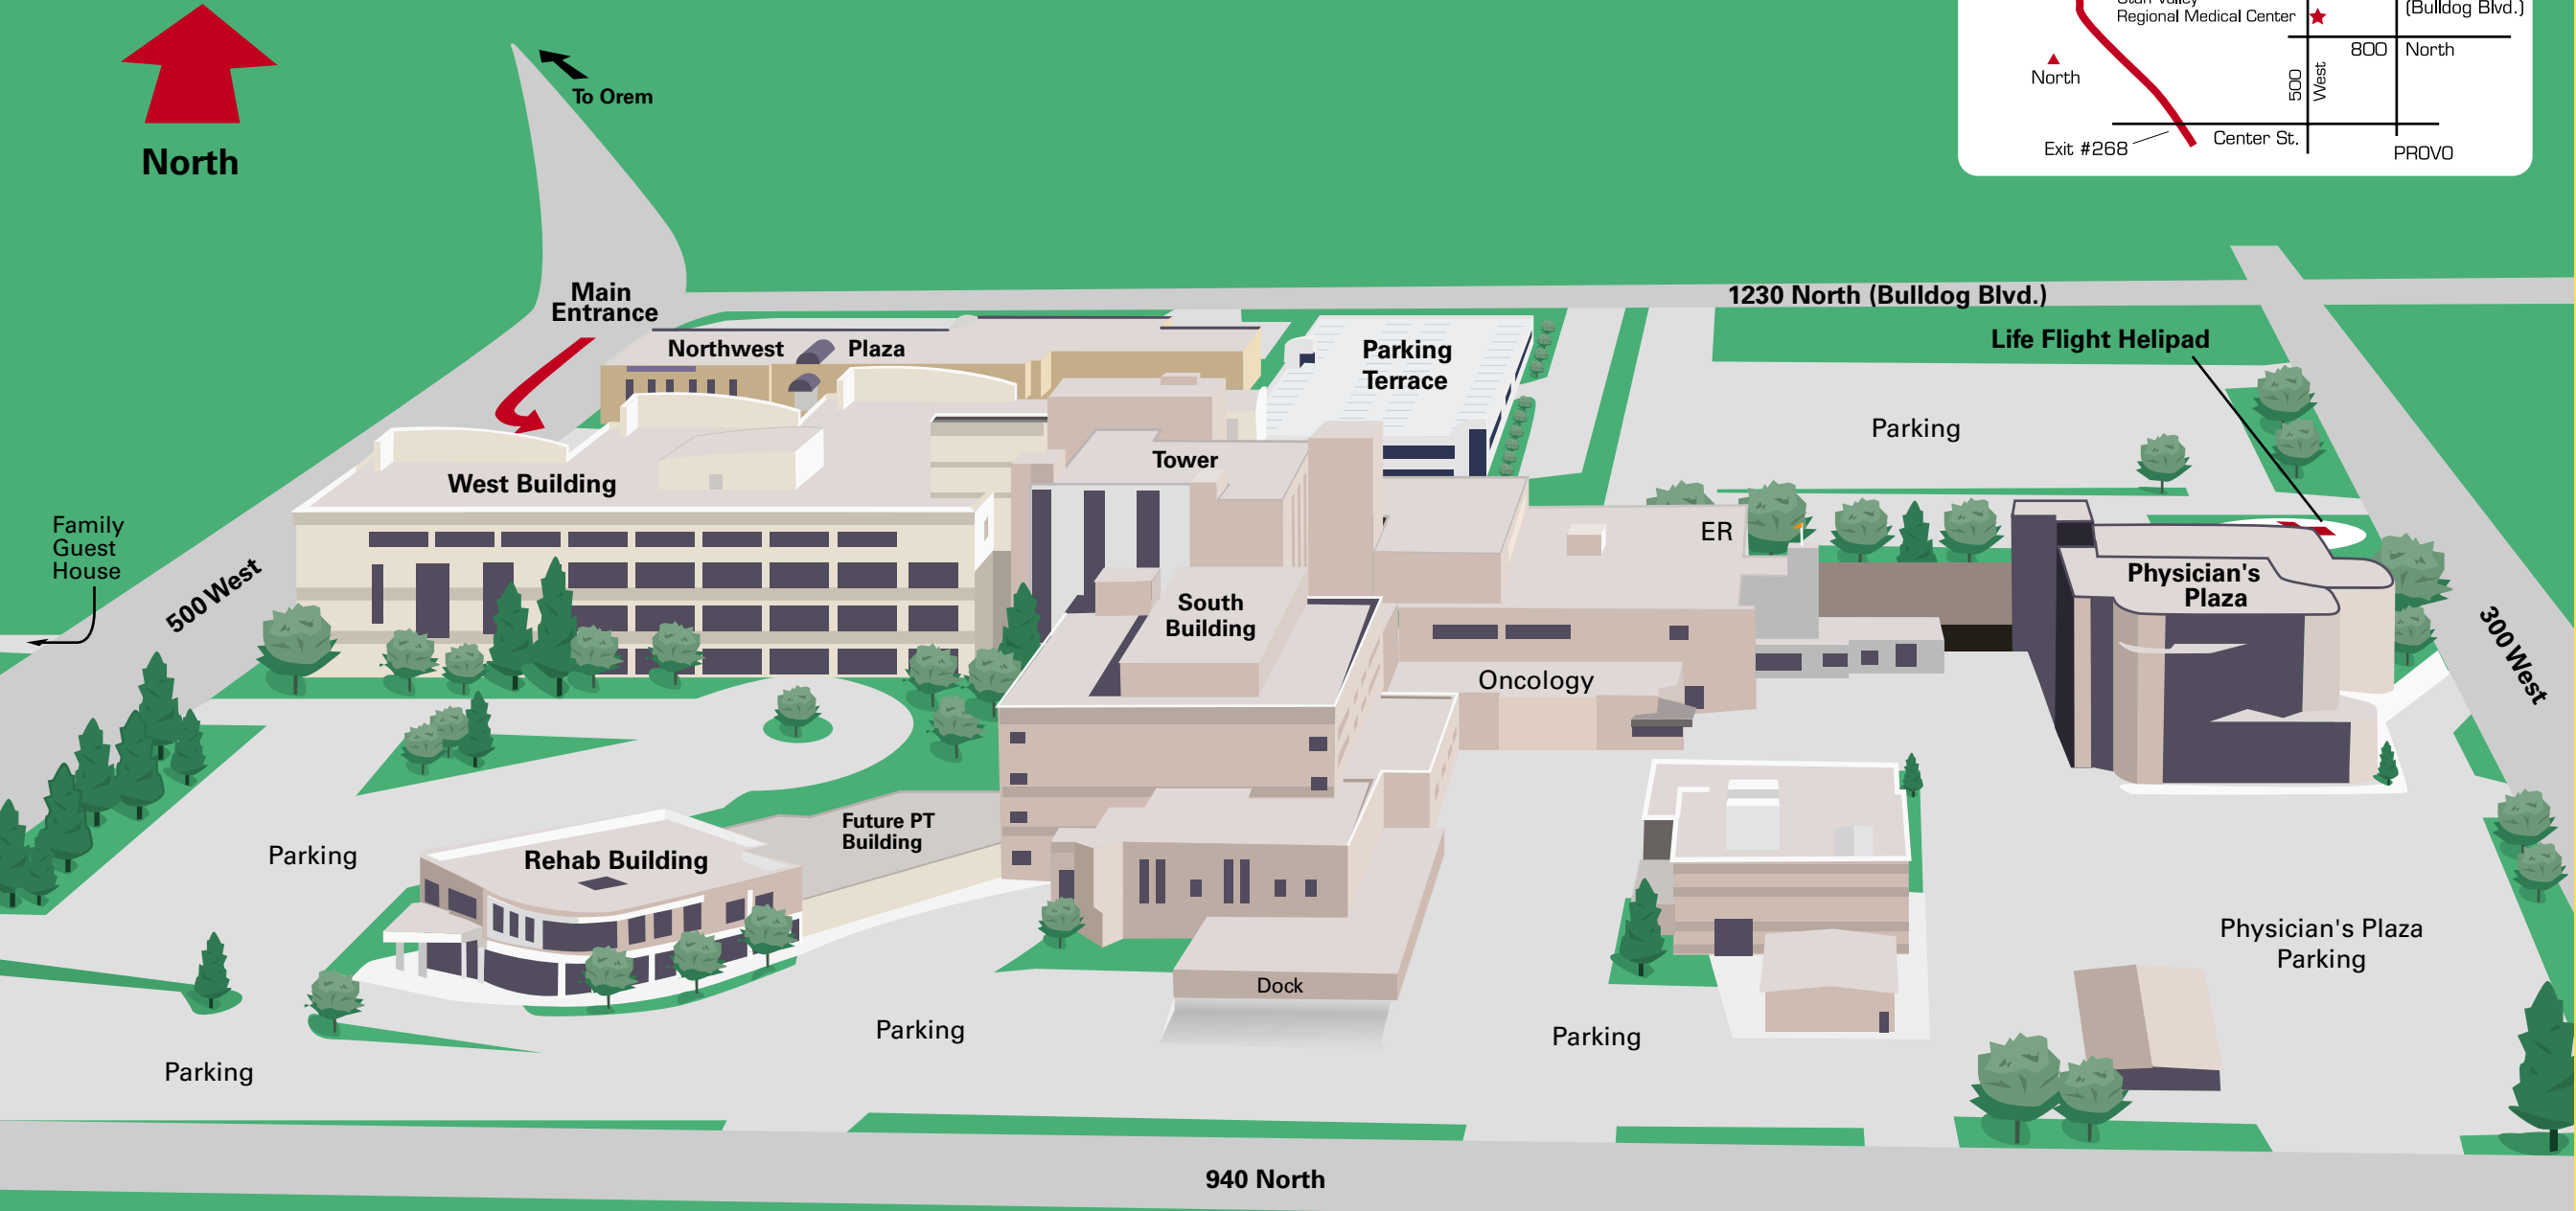 Regional Medical Center
(Bulldog Blvd.)
800 North
North
500 West
Exit #268
Center St.
PROVO
North
To Orem
Main
Entrance
1230 North (Bulldog Blvd.)
Life Flight Helipad
Northwest Plaza
Parking
Terrace
Parking
Tower
West Building
ER
Family
Guest
House
500 West
Physician's
Plaza
South
Building
300 West
Oncology
Future PT
Building
Parking
Rehab Building
Physician's Plaza
Parking
Dock
Parking
Parking
Parking
940 North